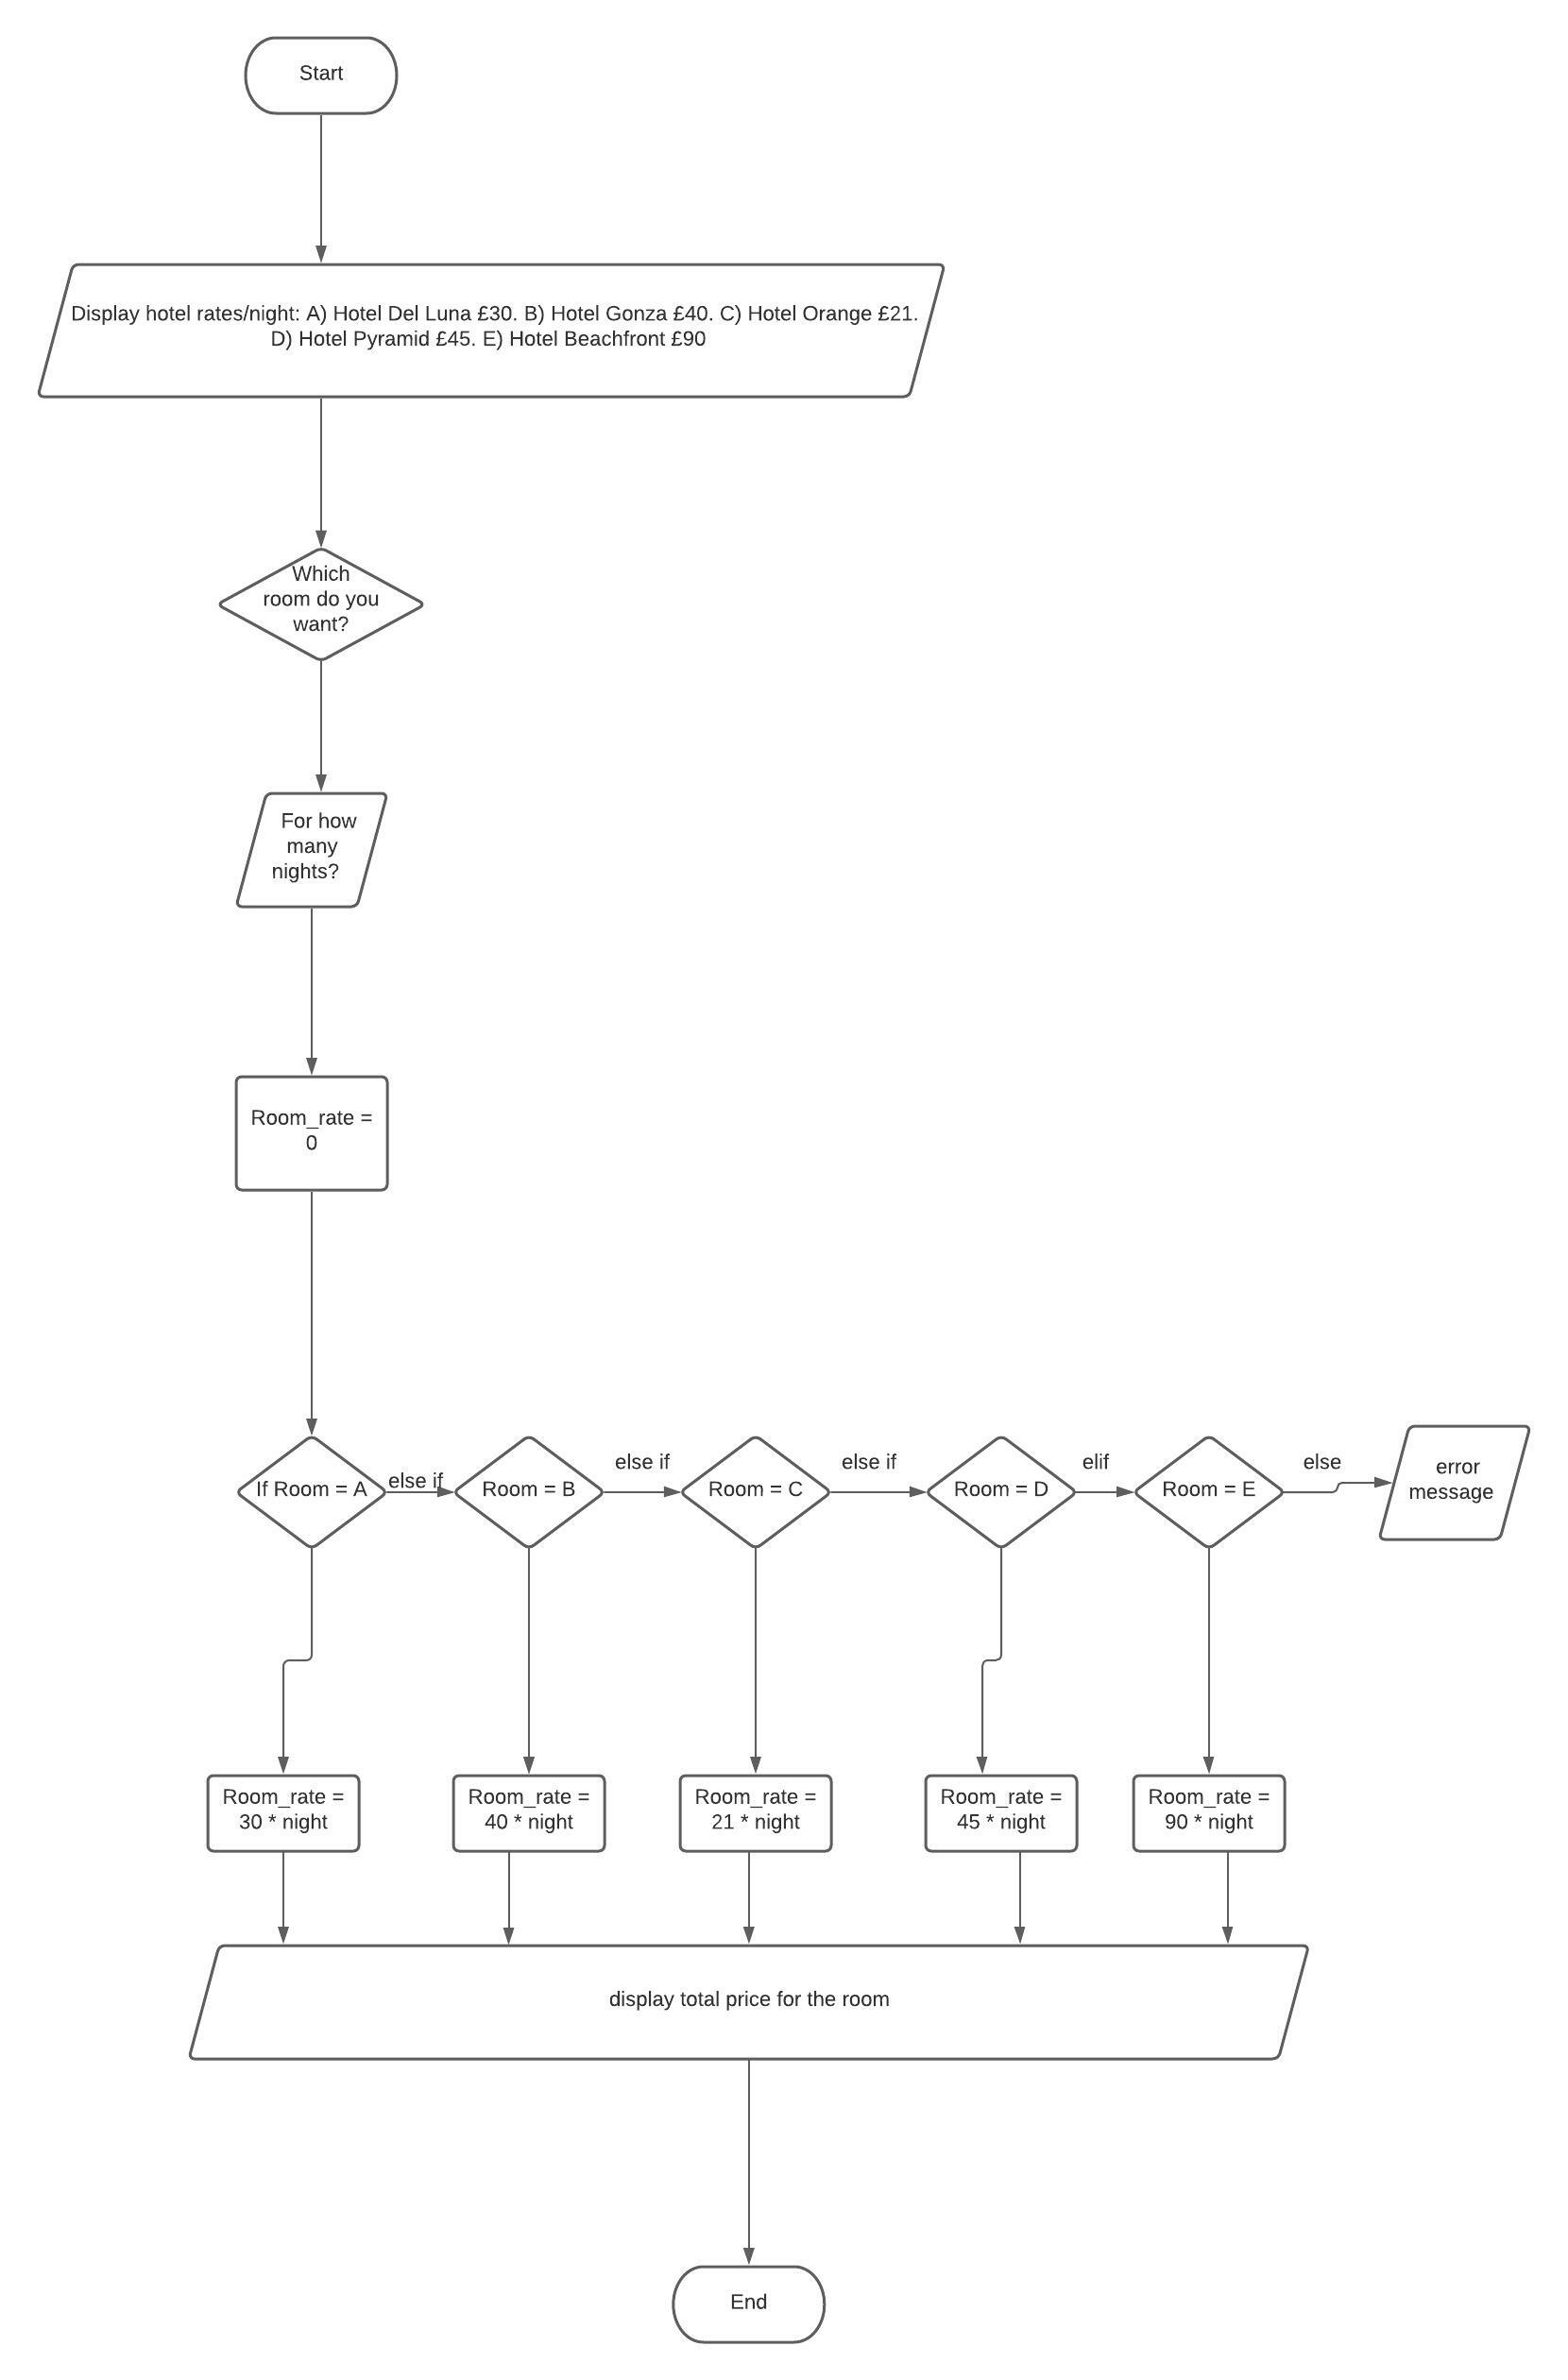 Start
Display hotel rates/night: A) Hotel Del Luna £30. B) Hotel Gonza £40. C) Hotel Orange £21.
D) Hotel Pyramid £45. E) Hotel Beachfront £90
Which
room do you
want?
For how
many
nights?
Room_rate =
0
If Room = A
else if
Room = B
else if
Room = C
else if
Room = D
elif
Room = E
else
error
message
Room_rate =
30 * night
Room_rate =
40 * night
Room_rate =
21 * night
Room_rate =
45 * night
Room_rate =
90 * night
display total price for the room
End